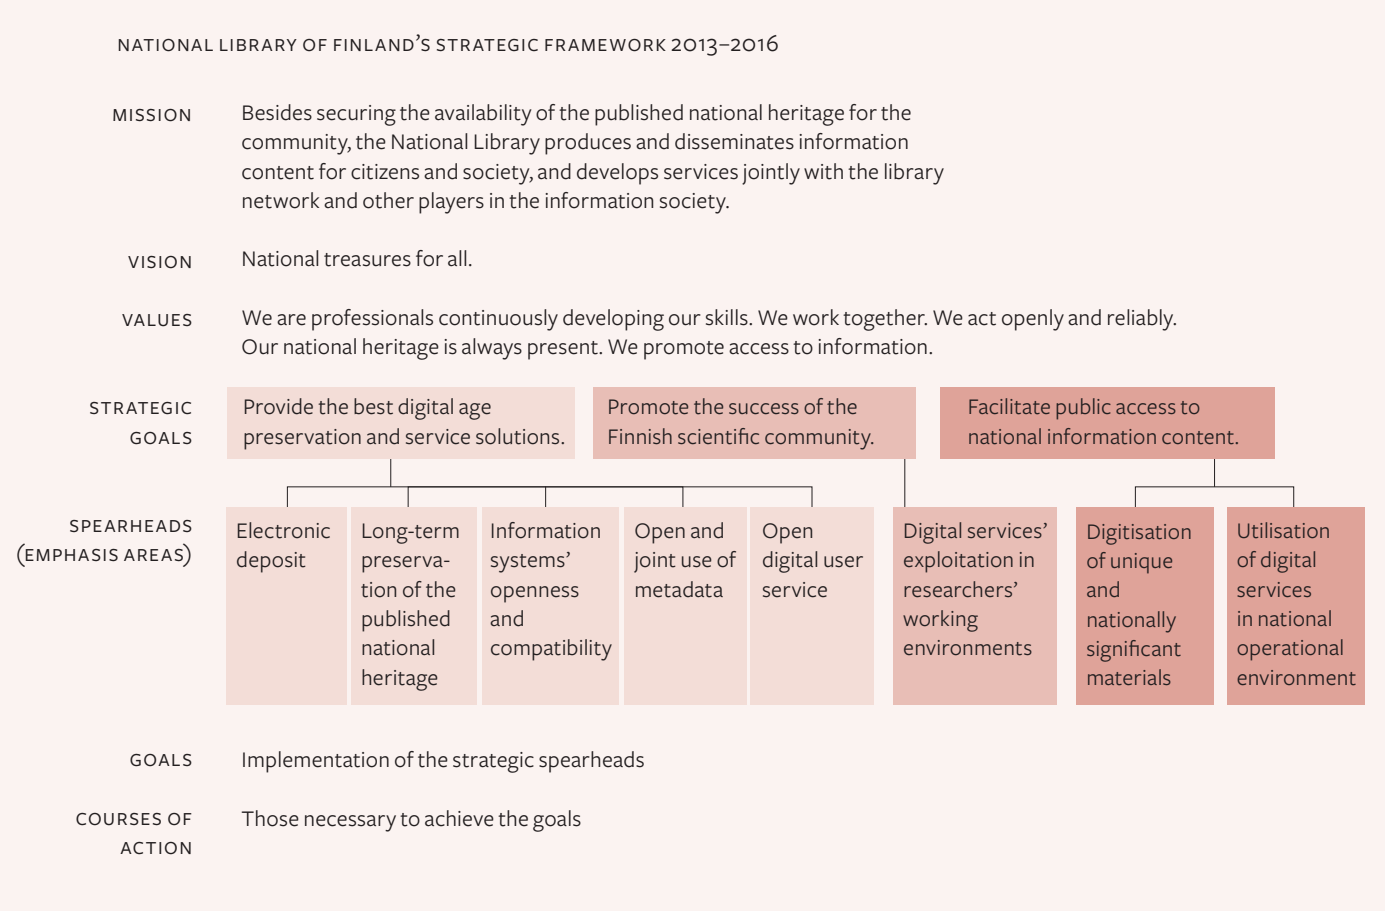 NATIONAL LIBRARY OF FINLAND'S STRATEGIC FRAMEWORK 2013–2016
MISSION
Besides securing the availability of the published national heritage for the
community, the National Library produces and disseminates information
content for citizens and society, and develops services jointly with the library
network and other players in the information society.
VISION
National treasures for all.
VALUES
We are professionals continuously developing our skills. We work together. We act openly and reliably.
Our national heritage is always present. We promote access to information.
STRATEGIC
GOALS
Provide the best digital age
preservation and service solutions.
Promote the success of the
Finnish scientific community.
Facilitate public access to
national information content.
SPEARHEADS
(EMPHASIS AREAS)
Electronic
deposit
Long-term
preserva-
tion of the
published
national
heritage
Information
systems'
openness
and
compatibility
Open and
joint use of
metadata
Open
digital user
service
Digital services'
exploitation in
researchers'
working
environments
Digitisation
of unique
and
nationally
significant
materials
Utilisation
of digital
services
in national
operational
environment
GOALS
Implementation of the strategic spearheads
COURSES OF
ACTION
Those necessary to achieve the goals